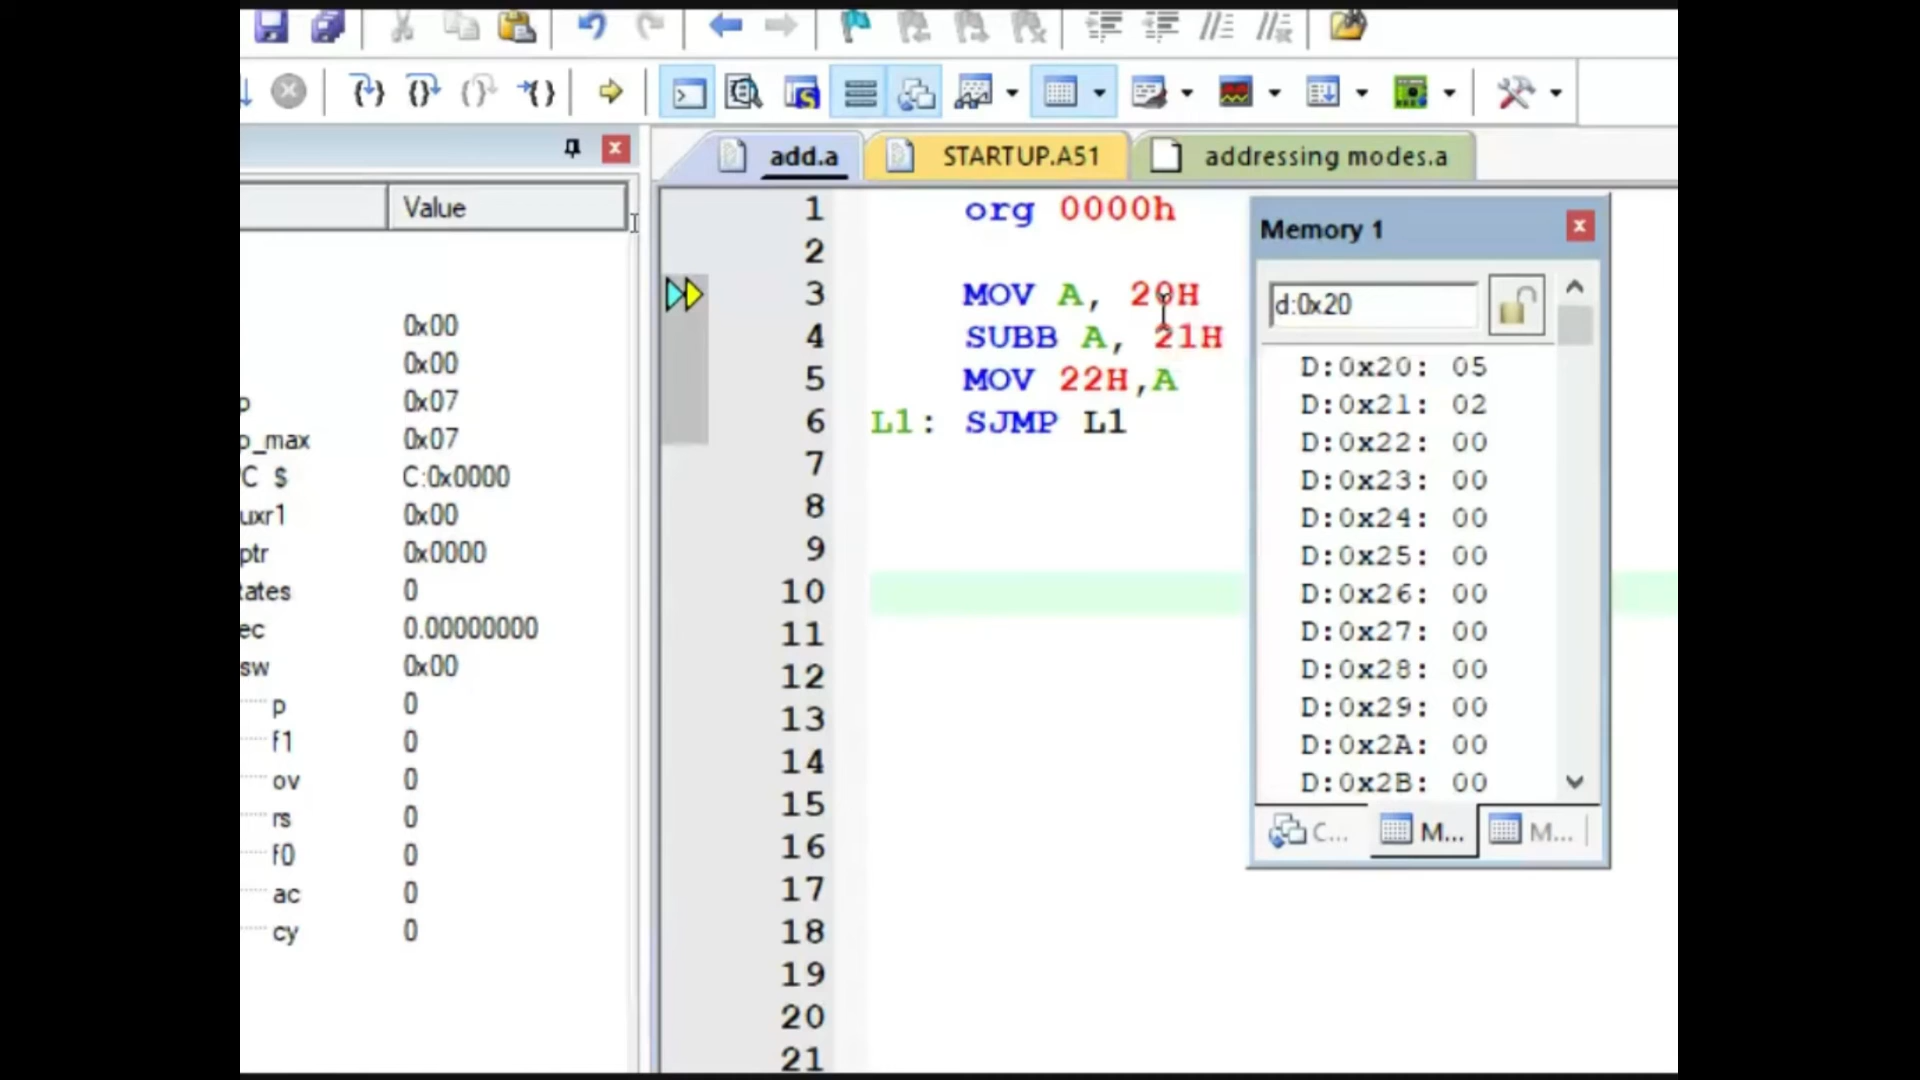 add.a STARTUP.A51 addressing modes.a
Value
0x00
0x00
p 0x07
p_max 0x07
C $ C:0x0000
uxr1 0x00
ptr 0x0000
tates 0
ec 0.00000000
sw 0x00
p 0
f1 0
ov 0
rs 0
f0 0
ac 0
cy 0
1 org 0000h
2
3 MOV A, 20H
4 SUBB A, 21H
5 MOV 22H,A
6 L1: SJMP L1
7
8
9
10
11
12
13
14
15
16
17
18
19
20
21
Memory 1
d:0x20
D:0x20: 05
D:0x21: 02
D:0x22: 00
D:0x23: 00
D:0x24: 00
D:0x25: 00
D:0x26: 00
D:0x27: 00
D:0x28: 00
D:0x29: 00
D:0x2A: 00
D:0x2B: 00
C... M... M...